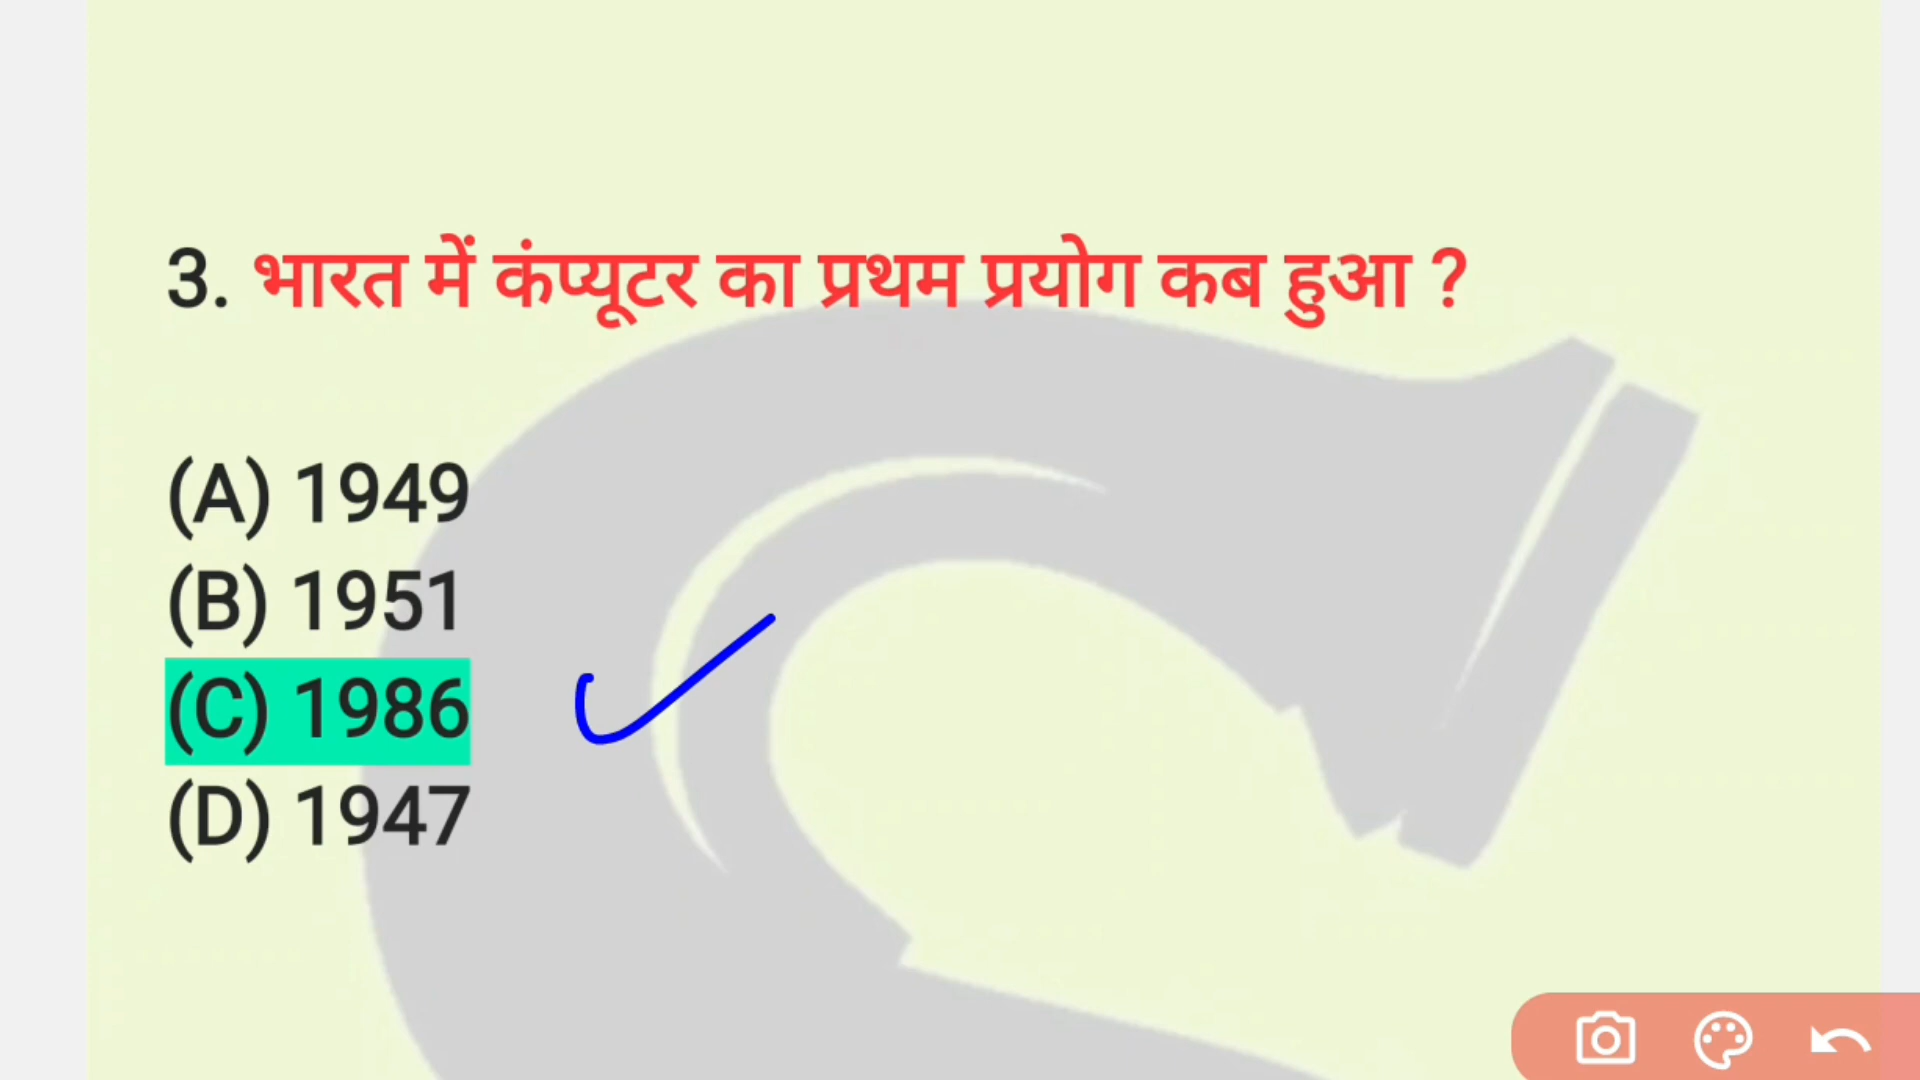 3. भारत में कंप्यूटर का प्रथम प्रयोग कब हुआ ?
(A) 1949
(B) 1951
(C) 1986
(D) 1947